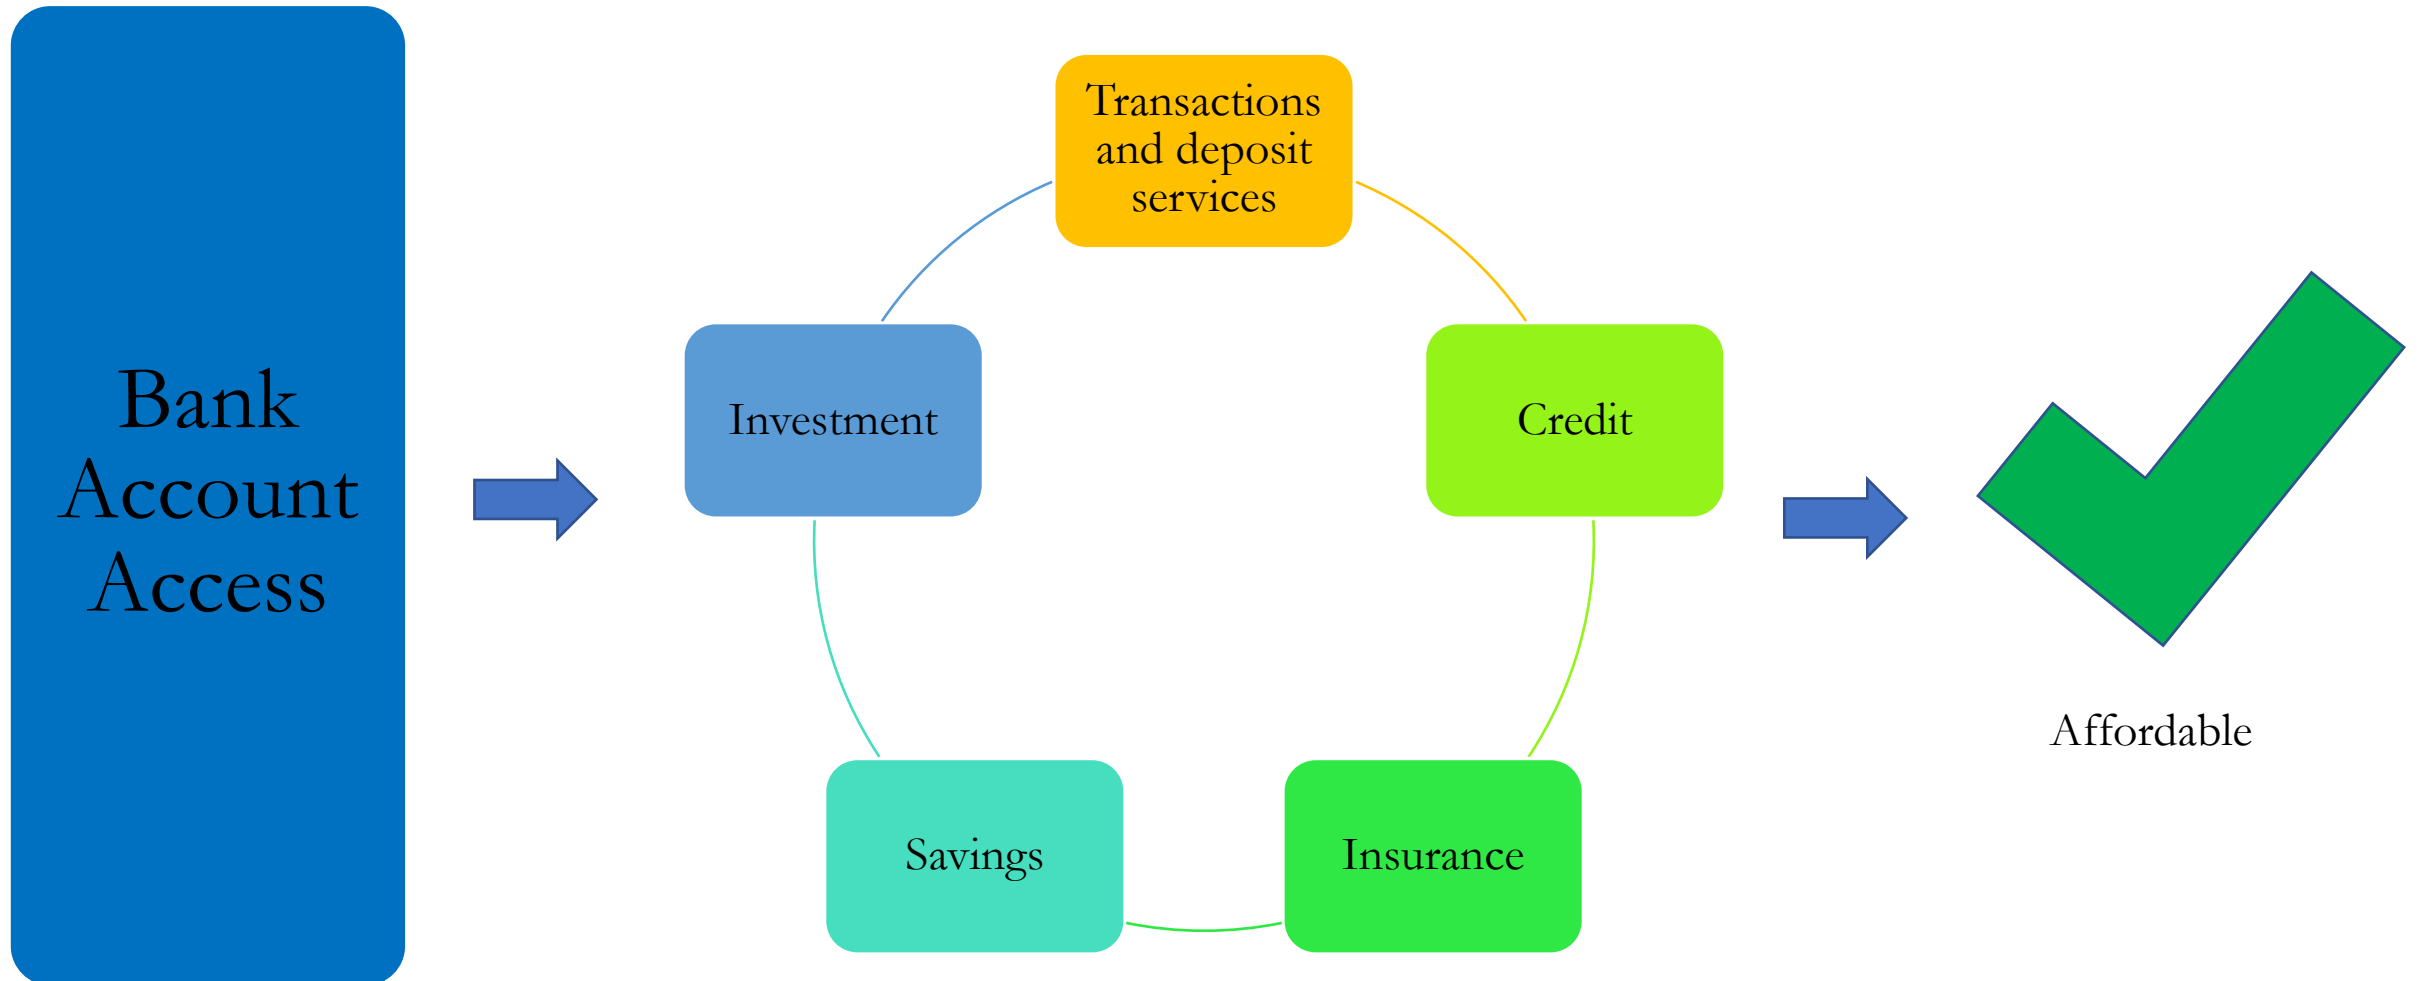 Bank
Account
Access
Transactions
and deposit
services
Investment
Credit
Savings
Insurance
Affordable